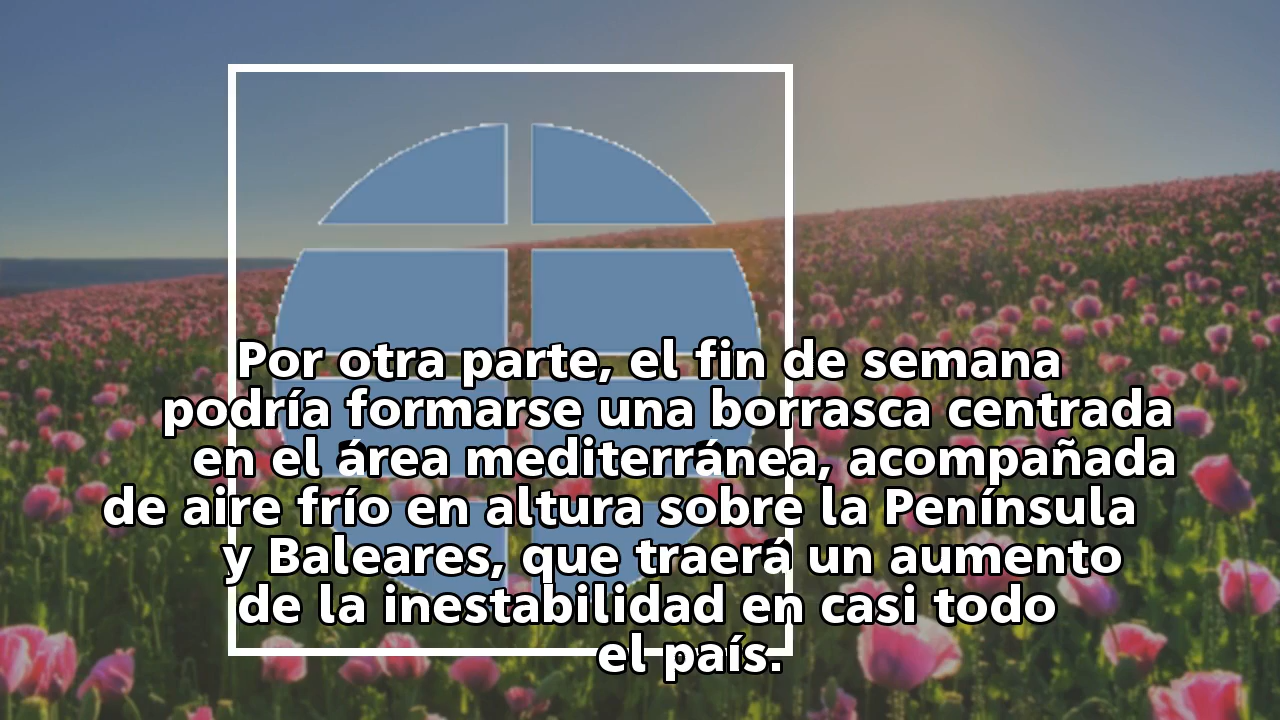 Por otra parte, el fin de semana
podría formarse una borrasca centrada
en el área mediterránea, acompañada
de aire frío en altura sobre la Península
y Baleares, que traerá un aumento
de la inestabilidad en casi todo
el país.